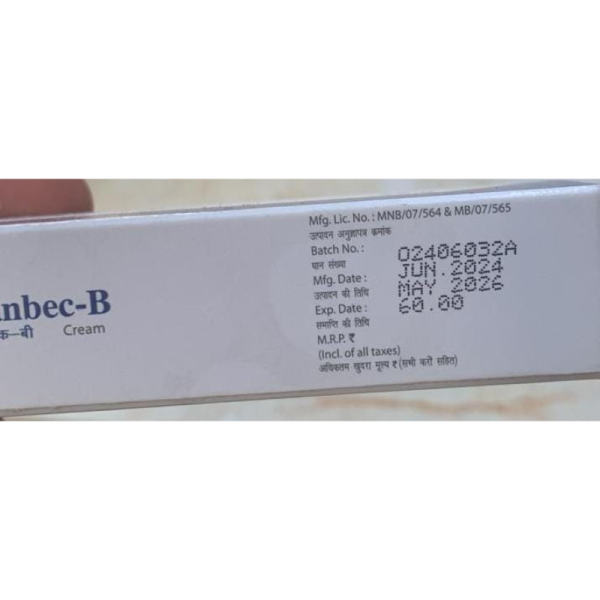 nbec-B
क–बी Cream
Mfg. Lic. No. : MNB/07/564 & MB/07/565
उत्पादन अनुज्ञापत्र क्रमांक
Batch No. : 02406032A
घान संख्या
Mfg. Date : JUN.2024
उत्पादन की तिथि
Exp. Date : MAY 2026
समाप्ति की तिथि
M.R.P. ₹ 60.00
(Incl. of all taxes)
अधिकतम खुदरा मूल्य ₹ (सभी करों सहित)